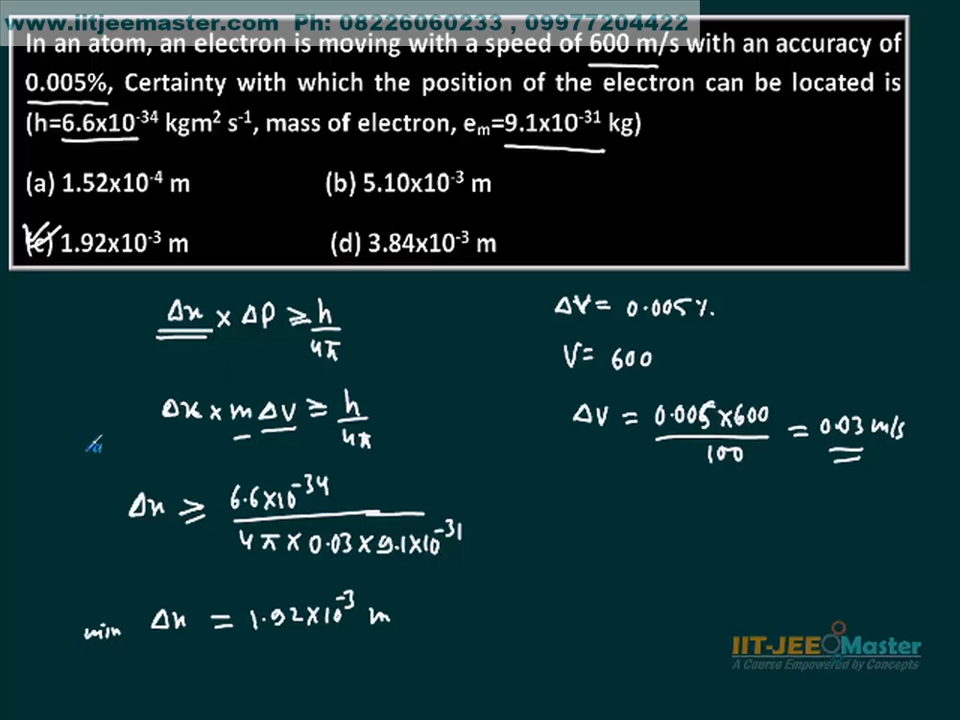 www.iitjeemaster.com Ph: 08226060233 , 09977204422
In an atom, an electron is moving with a speed of 600 m/s with an accuracy of
0.005%, Certainty with which the position of the electron can be located is
(h=6.6x10⁻³⁴ kgm² s⁻¹, mass of electron, eₘ=9.1x10⁻³¹ kg)
(a) 1.52x10⁻⁴ m (b) 5.10x10⁻³ m
(c) 1.92x10⁻³ m (d) 3.84x10⁻³ m
Δx × ΔP ≥ h/4π
Δx × m Δv ≥ h/4π
Δx ≥ 6.6×10⁻³⁴ / 4π × 0.03 × 9.1×10⁻³¹
min Δx = 1.92×10⁻³ m
ΔV = 0.005%.
V = 600
ΔV = 0.005×600/100 = 0.03 m/s
IIT-JEE Master
A Course Empowered by Concepts